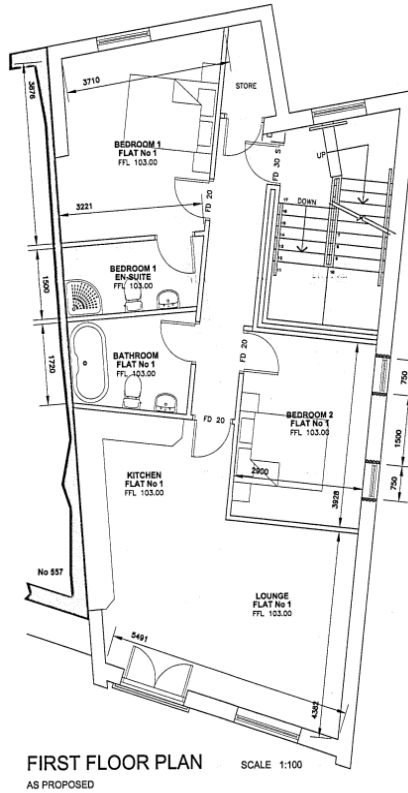 3710
STORE
3876
BEDROOM 1
FLAT No 1
FFL 103.00
UP
FD 30 S
3221
FD 20
DOWN
BEDROOM 1
EN-SUITE
FFL 103.00
1500
BATHROOM
FLAT No 1
FFL 103.00
1720
FD 20
750
BEDROOM 2
FLAT No 1
FFL 103.00
FD 20
1500
KITCHEN
FLAT No 1
FFL 103.00
2900
3928
750
No 557
LOUNGE
FLAT No 1
FFL 103.00
5491
4382
FIRST FLOOR PLAN
SCALE 1:100
AS PROPOSED